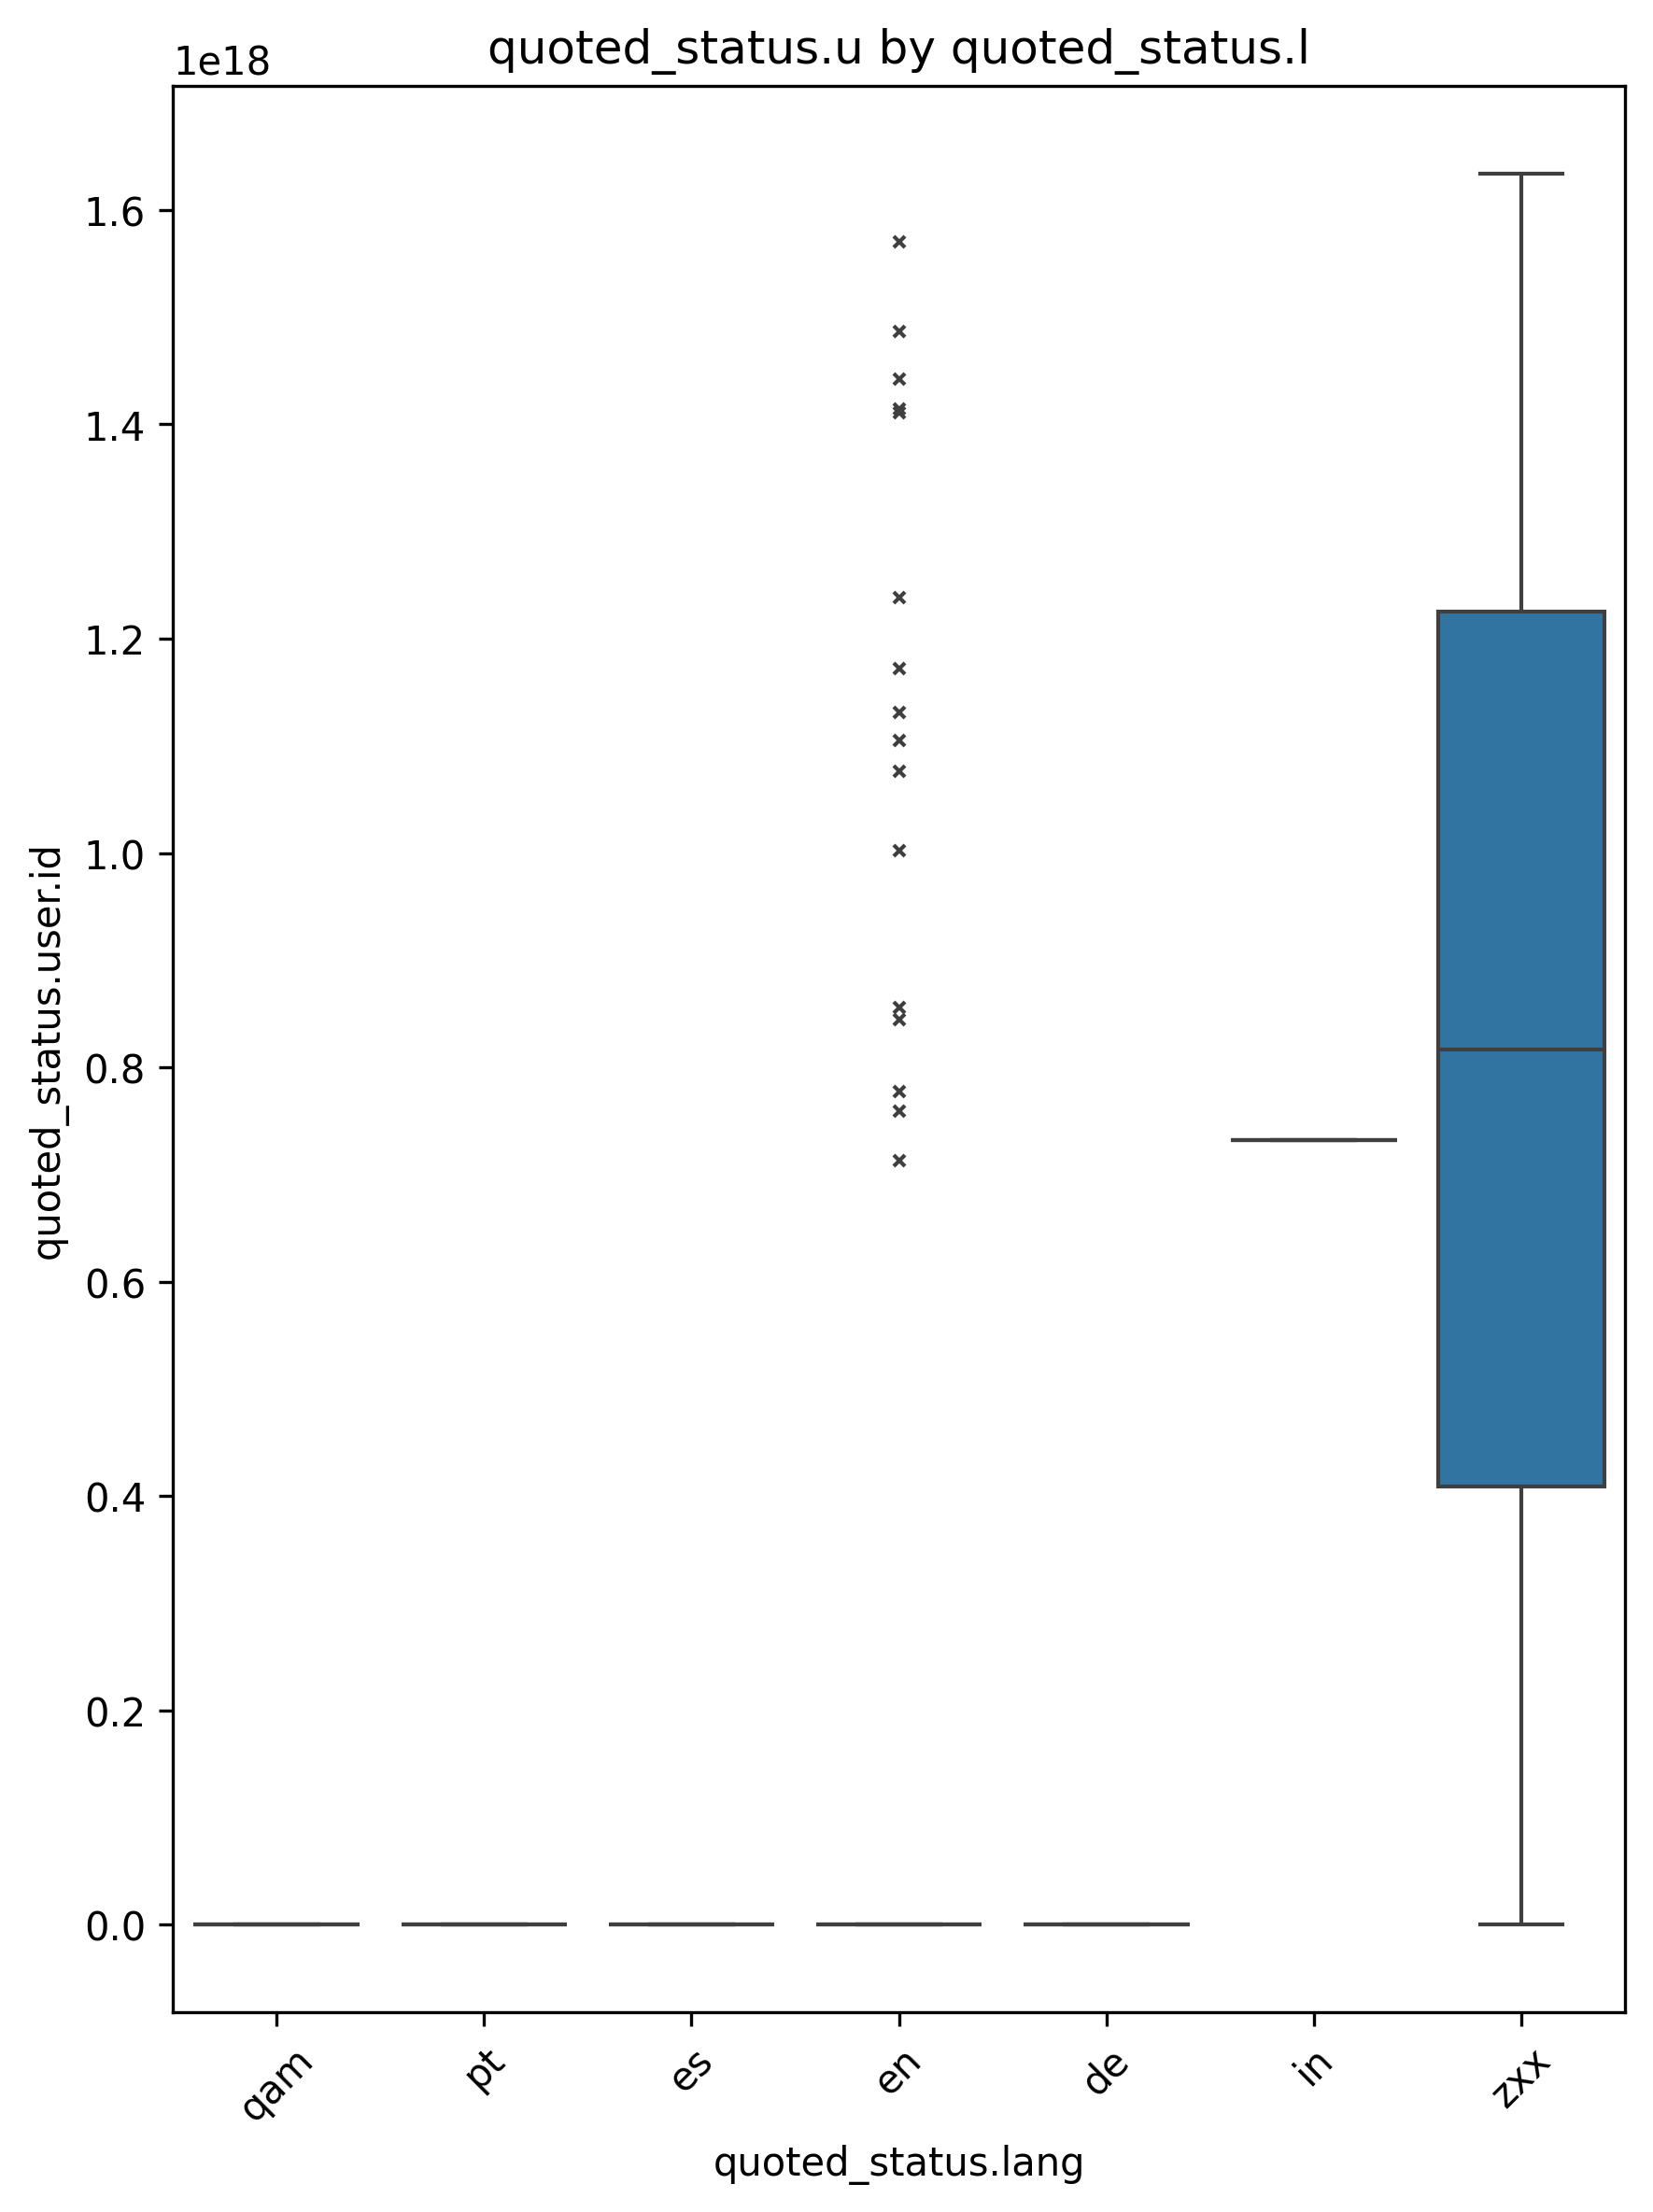 quoted_status.u by quoted_status.l
1e18
1.6
1.4
1.2
1.0
0.8
0.6
0.4
0.2
0.0
quoted_status.user.id
qam
pt
es
en
de
in
zxx
quoted_status.lang